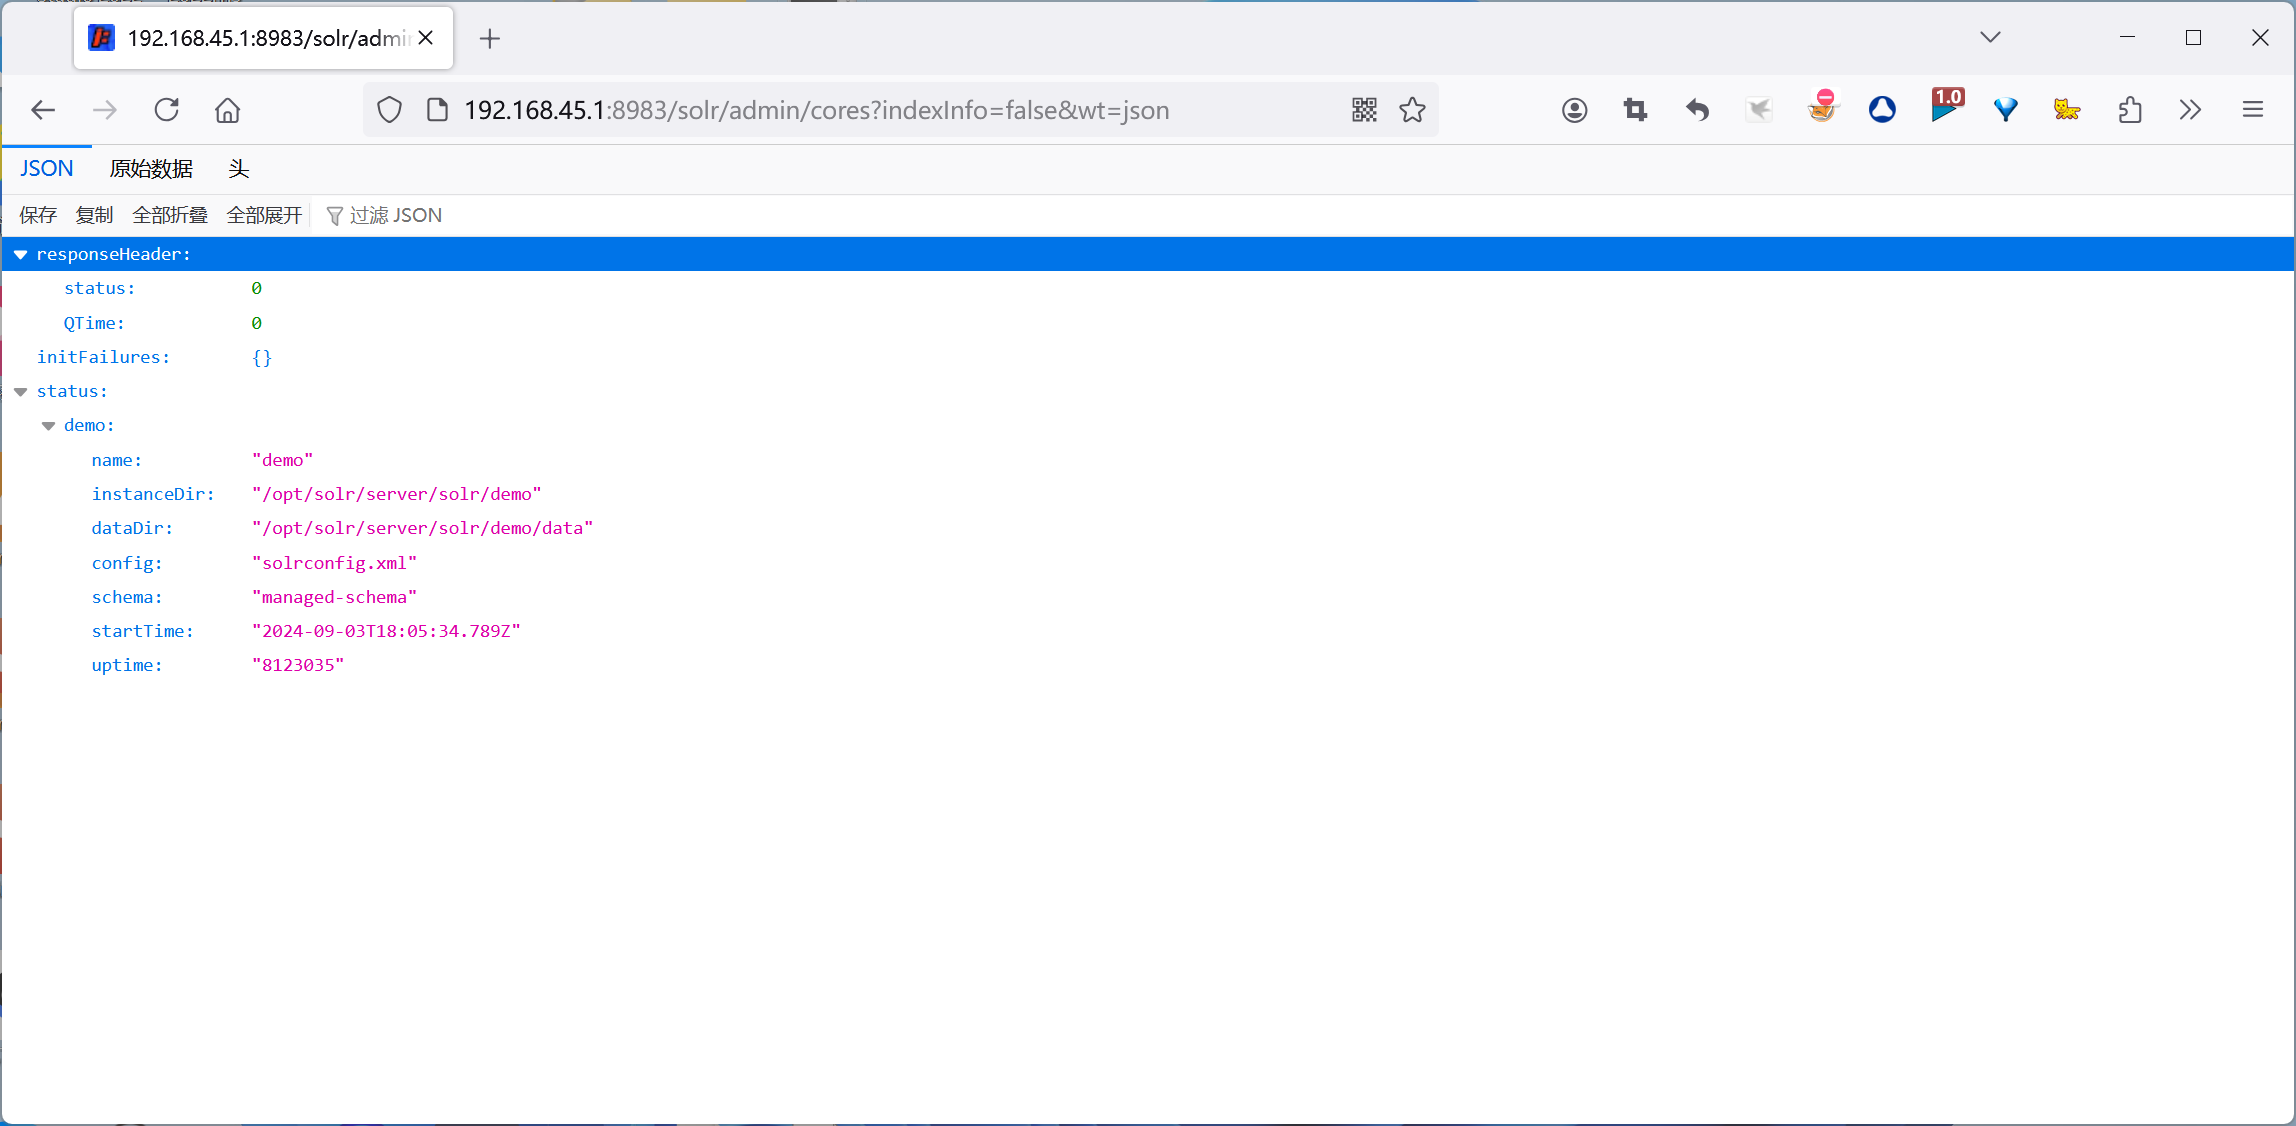 192.168.45.1:8983/solr/admin
192.168.45.1:8983/solr/admin/cores?indexInfo=false&wt=json
1.0
JSON 原始数据 头
保存 复制 全部折叠 全部展开 过滤 JSON
responseHeader:
status: 0
QTime: 0
initFailures: {}
status:
demo:
name: "demo"
instanceDir: "/opt/solr/server/solr/demo"
dataDir: "/opt/solr/server/solr/demo/data"
config: "solrconfig.xml"
schema: "managed-schema"
startTime: "2024-09-03T18:05:34.789Z"
uptime: "8123035"